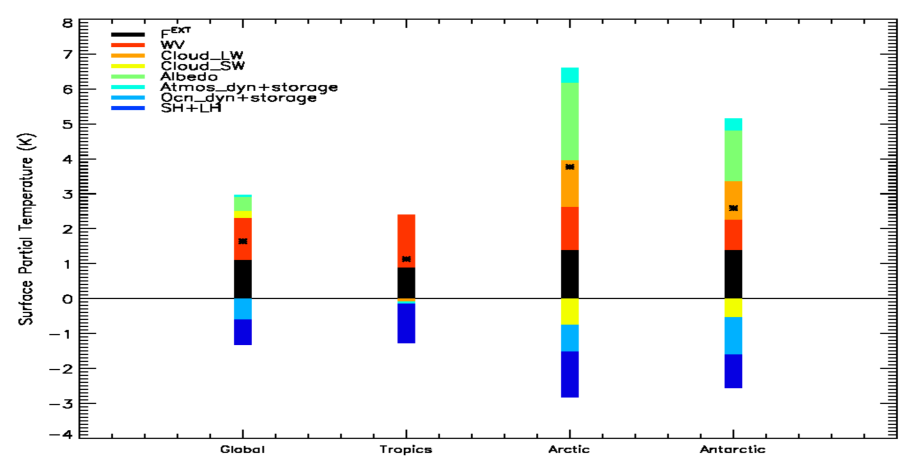 8
7
6
5
4
3
2
1
0
−1
−2
−3
−4
Surface Partial Temperature (K)
F^EXT
WV
Cloud_LW
Cloud_SW
Albedo
Atmos_dyn+storage
Ocn_dyn+storage
SH+LH
Global Tropics Arctic Antarctic